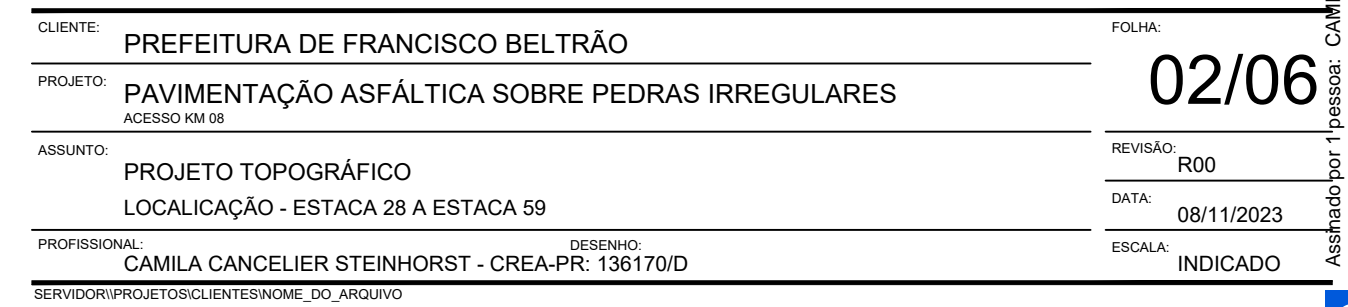 CLIENTE:
PREFEITURA DE FRANCISCO BELTRÃO
FOLHA:
02/06
PROJETO:
PAVIMENTAÇÃO ASFÁLTICA SOBRE PEDRAS IRREGULARES
ACESSO KM 08
ASSUNTO:
PROJETO TOPOGRÁFICO
LOCALICAÇÃO - ESTACA 28 A ESTACA 59
REVISÃO:
R00
DATA:
08/11/2023
PROFISSIONAL:
CAMILA CANCELIER STEINHORST - CREA-PR: 136170/D
DESENHO:
ESCALA:
INDICADO
SERVIDOR\\PROJETOS\CLIENTES\NOME_DO_ARQUIVO
Assinado por 1 pessoa: